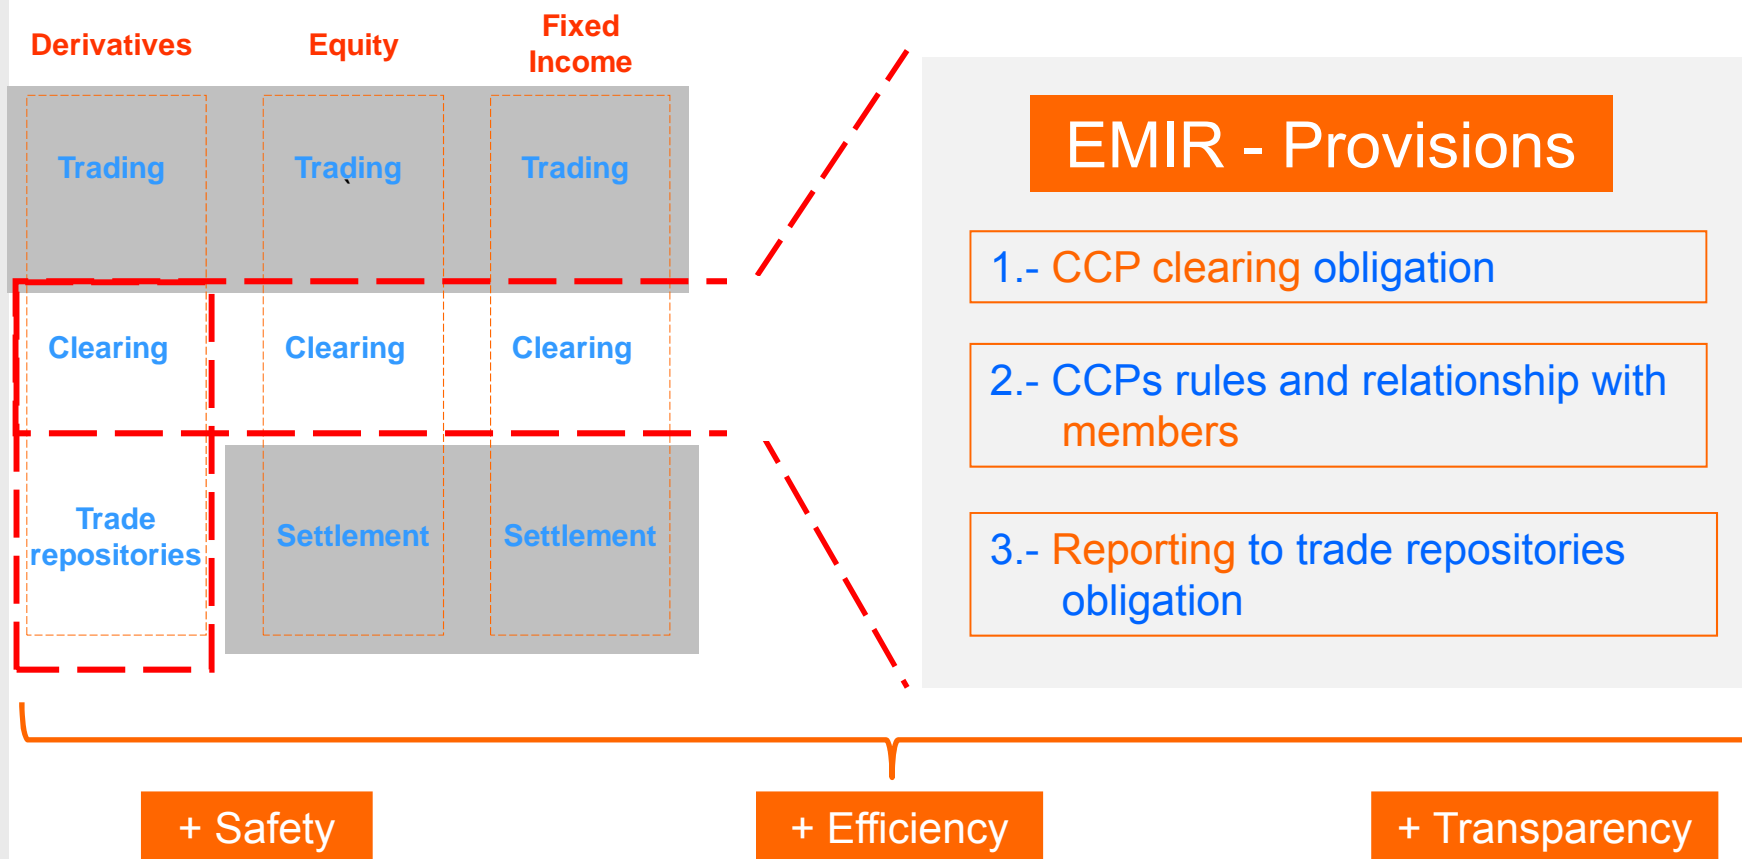 Derivatives
Equity
Fixed
Income
Trading
Trading
Trading
Clearing
Clearing
Clearing
Trade
repositories
Settlement
Settlement
EMIR - Provisions
1.- CCP clearing obligation
2.- CCPs rules and relationship with
members
3.- Reporting to trade repositories
obligation
+ Safety
+ Efficiency
+ Transparency